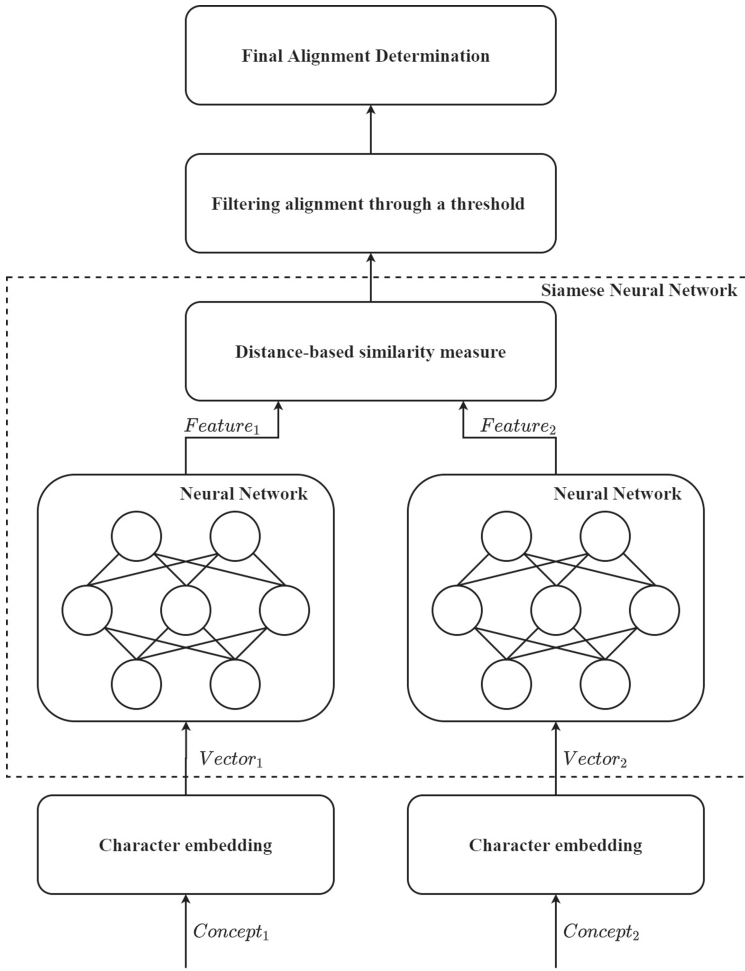 Final Alignment Determination
Filtering alignment through a threshold
Siamese Neural Network
Distance-based similarity measure
Feature₁
Feature₂
Neural Network
Neural Network
Vector₁
Vector₂
Character embedding
Character embedding
Concept₁
Concept₂